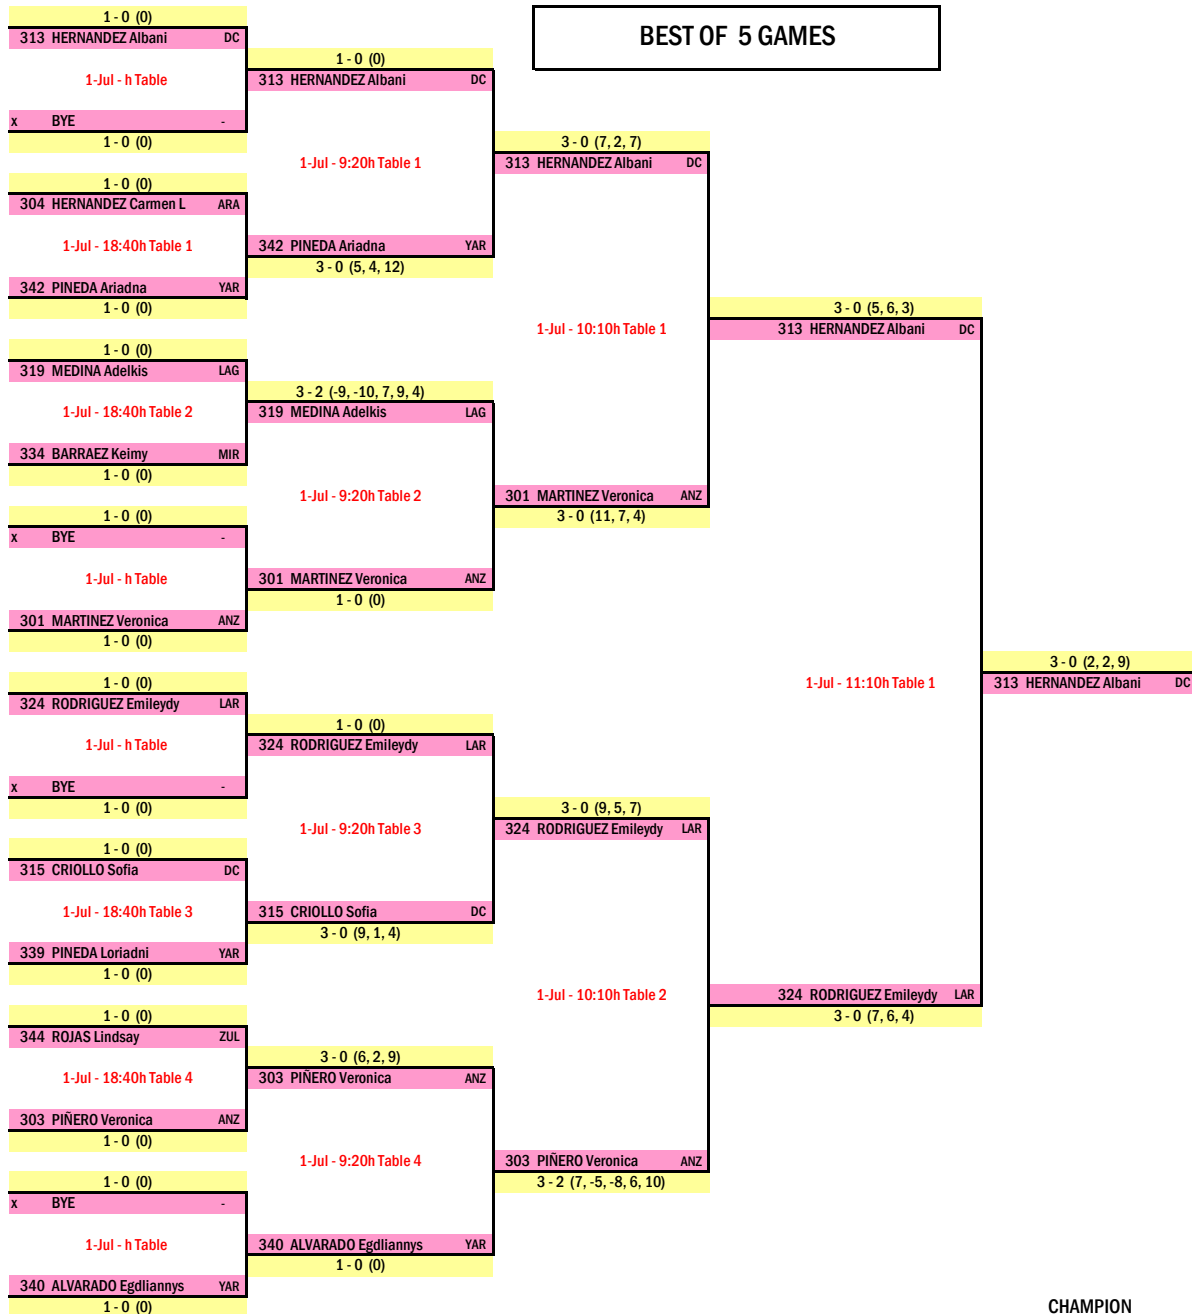 BEST OF 5 GAMES
1 - 0 (0)
313 HERNANDEZ Albani DC
1-Jul - h Table
x BYE -
1 - 0 (0)
1 - 0 (0)
304 HERNANDEZ Carmen L ARA
1-Jul - 18:40h Table 1
342 PINEDA Ariadna YAR
1 - 0 (0)
1 - 0 (0)
319 MEDINA Adelkis LAG
1-Jul - 18:40h Table 2
334 BARRAEZ Keimy MIR
1 - 0 (0)
1 - 0 (0)
x BYE -
1-Jul - h Table
301 MARTINEZ Veronica ANZ
1 - 0 (0)
1 - 0 (0)
324 RODRIGUEZ Emileydy LAR
1-Jul - h Table
x BYE -
1 - 0 (0)
1 - 0 (0)
315 CRIOLLO Sofia DC
1-Jul - 18:40h Table 3
339 PINEDA Loriadni YAR
1 - 0 (0)
1 - 0 (0)
344 ROJAS Lindsay ZUL
1-Jul - 18:40h Table 4
303 PIÑERO Veronica ANZ
1 - 0 (0)
1 - 0 (0)
x BYE -
1-Jul - h Table
340 ALVARADO Egdliannys YAR
1 - 0 (0)
1 - 0 (0)
313 HERNANDEZ Albani DC
1-Jul - 9:20h Table 1
342 PINEDA Ariadna YAR
3 - 0 (5, 4, 12)
3 - 2 (-9, -10, 7, 9, 4)
319 MEDINA Adelkis LAG
1-Jul - 9:20h Table 2
301 MARTINEZ Veronica ANZ
1 - 0 (0)
1 - 0 (0)
324 RODRIGUEZ Emileydy LAR
1-Jul - 9:20h Table 3
315 CRIOLLO Sofia DC
3 - 0 (9, 1, 4)
3 - 0 (6, 2, 9)
303 PIÑERO Veronica ANZ
1-Jul - 9:20h Table 4
340 ALVARADO Egdliannys YAR
1 - 0 (0)
3 - 0 (7, 2, 7)
313 HERNANDEZ Albani DC
1-Jul - 10:10h Table 1
301 MARTINEZ Veronica ANZ
3 - 0 (11, 7, 4)
3 - 0 (9, 5, 7)
324 RODRIGUEZ Emileydy LAR
1-Jul - 10:10h Table 2
303 PIÑERO Veronica ANZ
3 - 2 (7, -5, -8, 6, 10)
3 - 0 (5, 6, 3)
313 HERNANDEZ Albani DC
1-Jul - 11:10h Table 1
324 RODRIGUEZ Emileydy LAR
3 - 0 (7, 6, 4)
3 - 0 (2, 2, 9)
313 HERNANDEZ Albani DC
CHAMPION